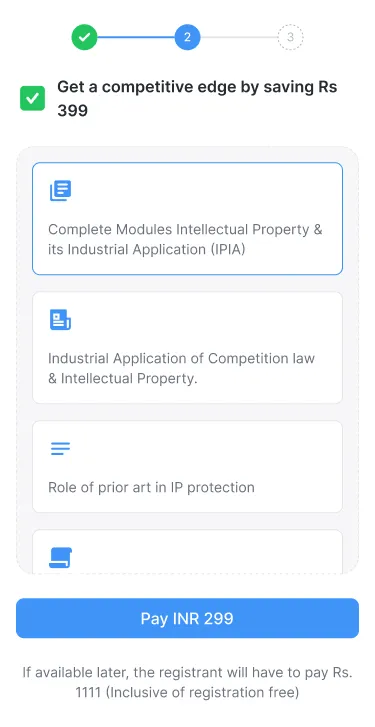 2
3
Get a competitive edge by saving Rs
399
Complete Modules Intellectual Property &
its Industrial Application (IPIA)
Industrial Application of Competition law
& Intellectual Property.
Role of prior art in IP protection
Pay INR 299
If available later, the registrant will have to pay Rs.
1111 (Inclusive of registration free)